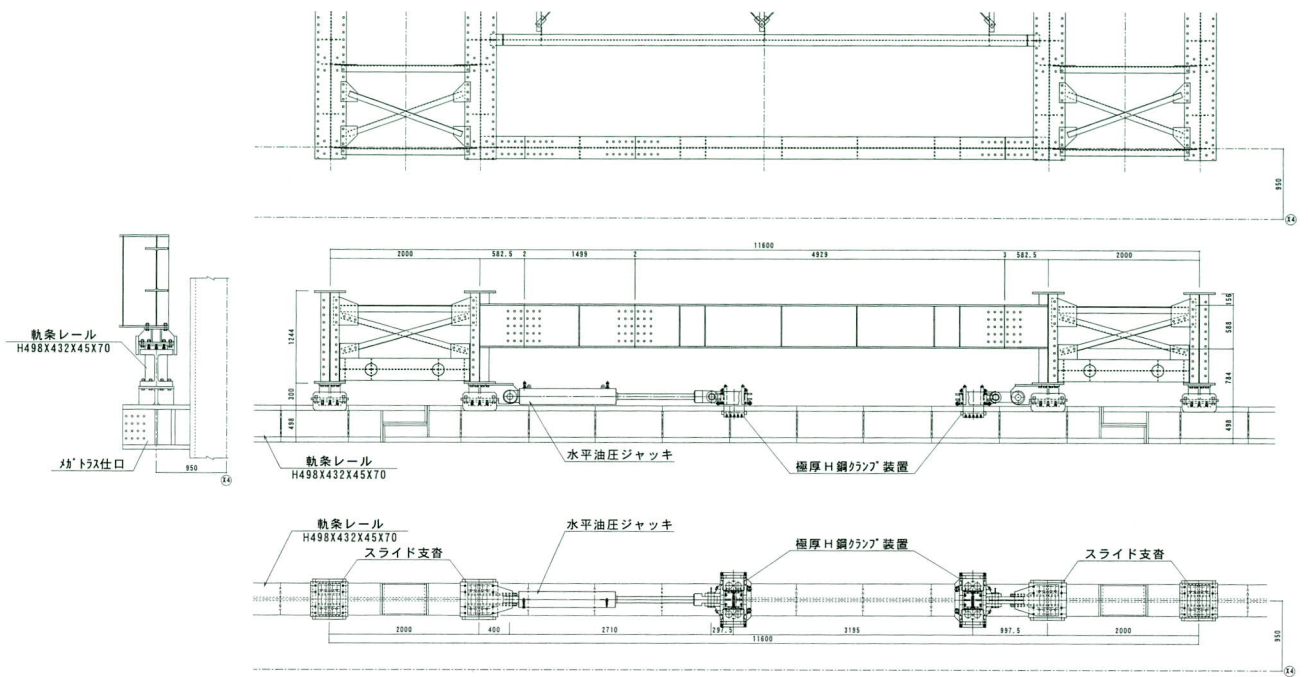 950
X4
11600
2000
582.5
2
1499
2
4929
3
582.5
2000
156
588
784
498
1244
300
498
軌条レール
H498X432X45X70
メガトラス仕口
950
X4
軌条レール
H498X432X45X70
水平油圧ジャッキ
極厚H鋼クランプ装置
軌条レール
H498X432X45X70
スライド支沓
水平油圧ジャッキ
極厚H鋼クランプ装置
スライド支沓
2000
400
2710
297.5
3195
997.5
2000
11600
950
X4